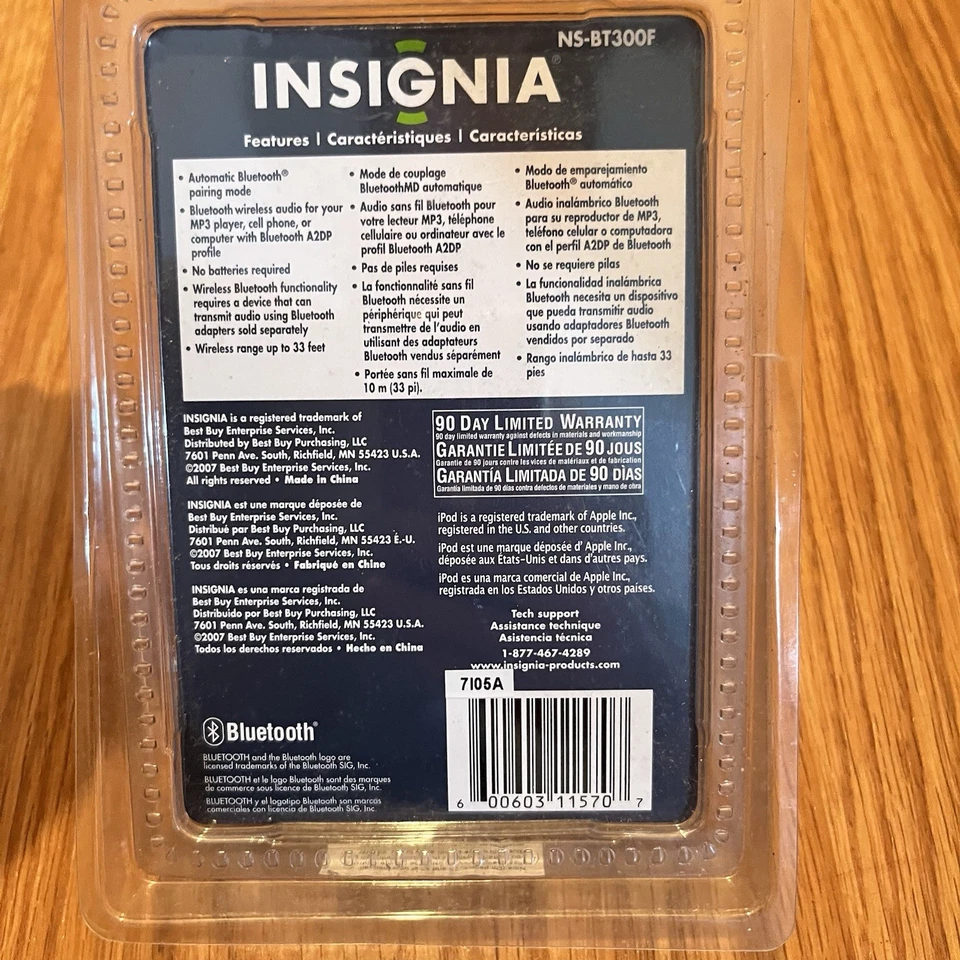 NS-BT300F
INSIGNIA®
Features | Caractéristiques | Características
• Automatic Bluetooth®
pairing mode
• Bluetooth wireless audio for your
MP3 player, cell phone, or
computer with Bluetooth A2DP
profile
• No batteries required
• Wireless Bluetooth functionality
requires a device that can
transmit audio using Bluetooth
adapters sold separately
• Wireless range up to 33 feet
• Mode de couplage
BluetoothMD automatique
• Audio sans fil Bluetooth pour
votre lecteur MP3, téléphone
cellulaire ou ordinateur avec le
profil Bluetooth A2DP
• Pas de piles requises
• La fonctionnalité sans fil
Bluetooth nécessite un
périphérique qui peut
transmettre de l'audio en
utilisant des adaptateurs
Bluetooth vendus séparément
• Portée sans fil maximale de
10 m (33 pi).
• Modo de emparejamiento
Bluetooth® automático
• Audio inalámbrico Bluetooth
para su reproductor de MP3,
teléfono celular o computadora
con el perfil A2DP de Bluetooth
• No se requiere pilas
• La funcionalidad inalámbrica
Bluetooth necesita un dispositivo
que pueda transmitir audio
usando adaptadores Bluetooth
vendidos por separado
• Rango inalámbrico de hasta 33
pies
INSIGNIA is a registered trademark of
Best Buy Enterprise Services, Inc.
Distributed by Best Buy Purchasing, LLC
7601 Penn Ave. South, Richfield, MN 55423 U.S.A.
©2007 Best Buy Enterprise Services, Inc.
All rights reserved • Made in China
INSIGNIA est une marque déposée de
Best Buy Enterprise Services, Inc.
Distribué par Best Buy Purchasing, LLC
7601 Penn Ave. South, Richfield, MN 55423 É.-U.
©2007 Best Buy Enterprise Services, Inc.
Tous droits réservés • Fabriqué en Chine
INSIGNIA es una marca registrada de
Best Buy Enterprise Services, Inc.
Distribuido por Best Buy Purchasing, LLC
7601 Penn Ave. South, Richfield, MN 55423 U.S.A.
©2007 Best Buy Enterprise Services, Inc.
Todos los derechos reservados • Hecho en China
90 DAY LIMITED WARRANTY
90 day limited warranty against defects in materials and workmanship
GARANTIE LIMITÉE DE 90 JOURS
Garantie de 90 jours contre les vices de matériaux et de fabrication
GARANTÍA LIMITADA DE 90 DÌAS
Garantía limitada de 90 días contra defectos de materiales y mano de obra
iPod is a registered trademark of Apple Inc.,
registered in the U.S. and other countries.
iPod est une marque déposée d' Apple Inc.,
déposée aux États-Unis et dans d'autres pays.
iPod es una marca comercial de Apple Inc.,
registrada en los Estados Unidos y otros países.
Tech support
Assistance technique
Asistencia técnica
1-877-467-4289
www.insignia-products.com
7I05A
6 00603 11570 7
Bluetooth®
BLUETOOTH and the Bluetooth logo are
licensed trademarks of the Bluetooth SIG, Inc.
BLUETOOTH et le logo Bluetooth sont des marques
de commerce sous licence de Bluetooth SIG, Inc.
BLUETOOTH y el logotipo Bluetooth son marcas
comerciales con licencia de Bluetooth SIG, Inc.